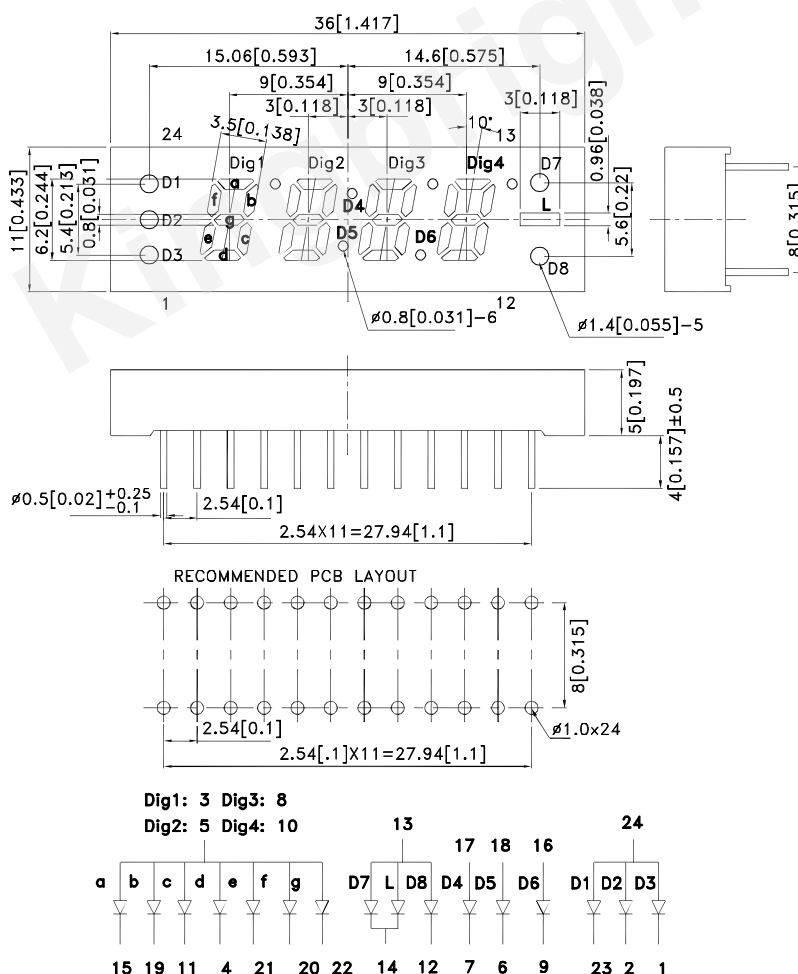 36[1.417]
15.06[0.593]
14.6[0.575]
9[0.354]
9[0.354]
3[0.118]
3[0.118]
3[0.118]
0.96[0.038]
24
3.5[0.138]
10°
13
Dig1
Dig2
Dig3
Dig4
D7
D1
a
f
b
D4
L
D2
g
D5
D6
e
c
D3
d
D8
11[0.433]
6.2[0.244]
5.4[0.213]
0.8[0.031]
5.6[0.22]
8[0.315]
1
12
ø0.8[0.031]-6
ø1.4[0.055]-5
Kingbright
5[0.197]
4[0.157]±0.5
ø0.5[0.02]+0.25 -0.1
2.54[0.1]
2.54X11=27.94[1.1]
RECOMMENDED PCB LAYOUT
8[0.315]
2.54[0.1]
ø1.0x24
2.54[.1]X11=27.94[1.1]
Dig1: 3 Dig3: 8
Dig2: 5 Dig4: 10
13
24
17 18 16
a b c d e f g
D7 L D8 D4 D5 D6 D1 D2 D3
15 19 11 4 21 20 22 14 12 7 6 9 23 2 1